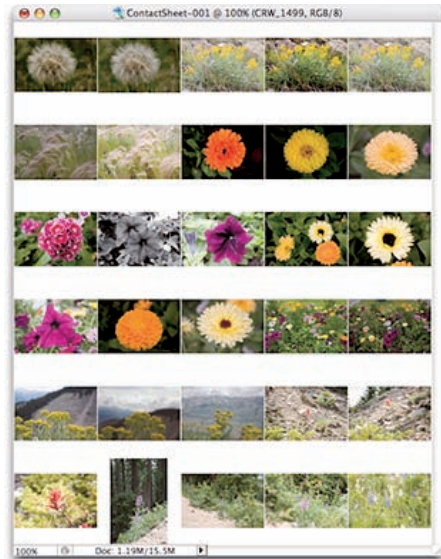 ContactSheet-001 @ 100% (CRW_1499, RGB/8)
100% Doc: 1.19M/15.5M